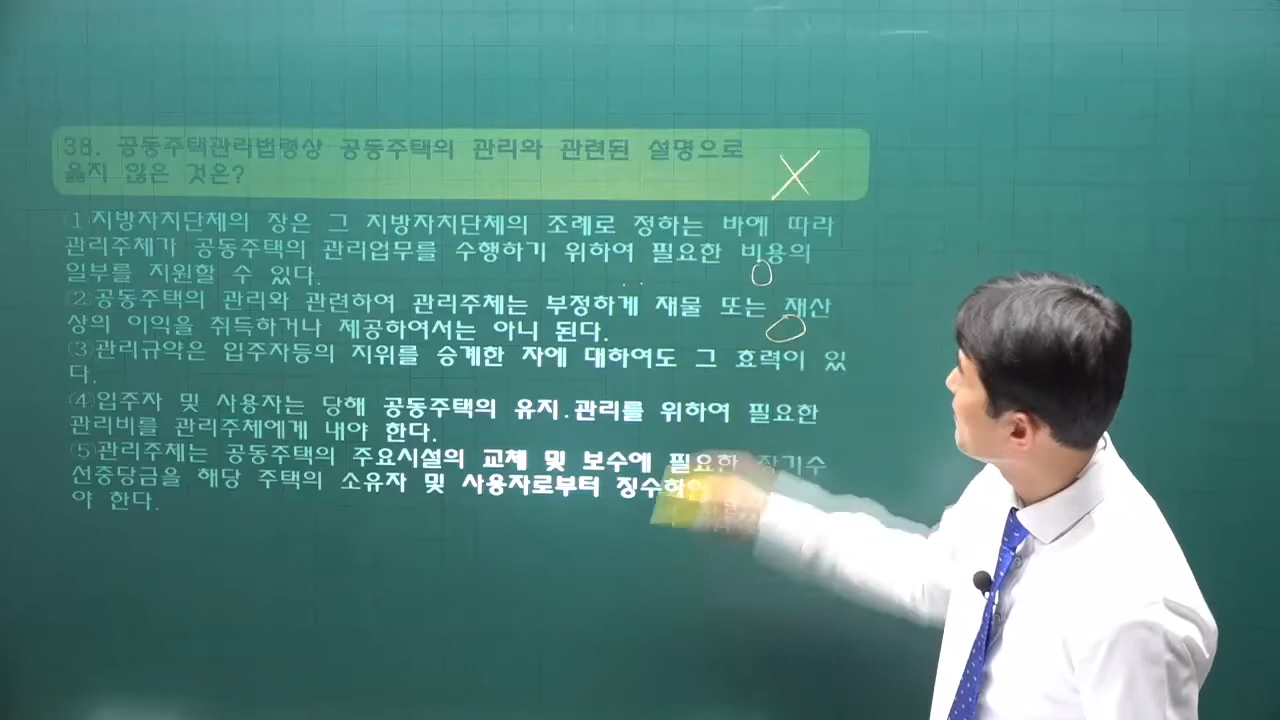 38. 공동주택관리법령상 공동주택의 관리와 관련된 설명으로
옳지 않은 것은?
X
⑴지방자치단체의 장은 그 지방자치단체의 조례로 정하는 바에 따라
관리주체가 공동주택의 관리업무를 수행하기 위하여 필요한 비용의
일부를 지원할 수 있다.
⑵공동주택의 관리와 관련하여 관리주체는 부정하게 재물 또는 재산
상의 이익을 취득하거나 제공하여서는 아니 된다.
⑶관리규약은 입주자등의 지위를 승계한 자에 대하여도 그 효력이 있
다.
⑷입주자 및 사용자는 당해 공동주택의 유지.관리를 위하여 필요한
관리비를 관리주체에게 내야 한다.
⑸관리주체는 공동주택의 주요시설의 교체 및 보수에 필요한 장기수
선충당금을 해당 주택의 소유자 및 사용자로부터 징수하
야 한다.